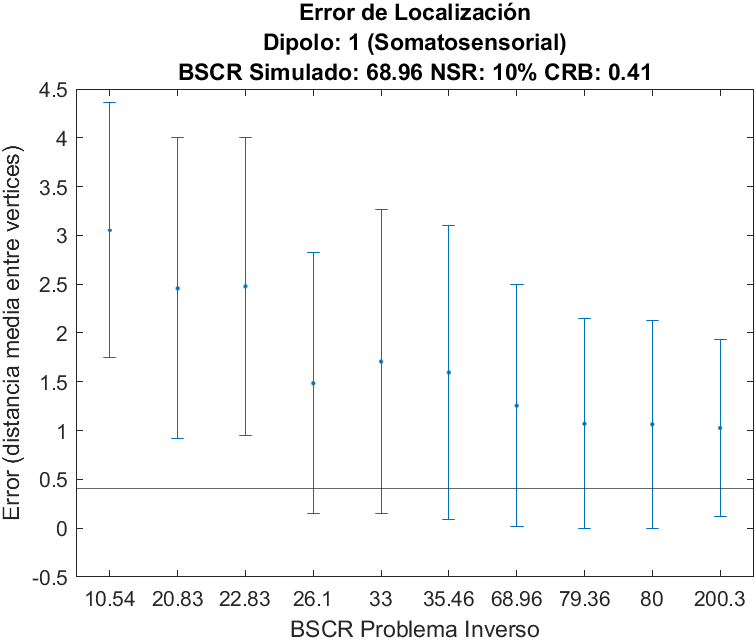 Error de Localización
Dipolo: 1 (Somatosensorial)
BSCR Simulado: 68.96 NSR: 10% CRB: 0.41
Error (distancia media entre vertices)
4.5
4
3.5
3
2.5
2
1.5
1
0.5
0
-0.5
10.54 20.83 22.83 26.1 33 35.46 68.96 79.36 80 200.3
BSCR Problema Inverso